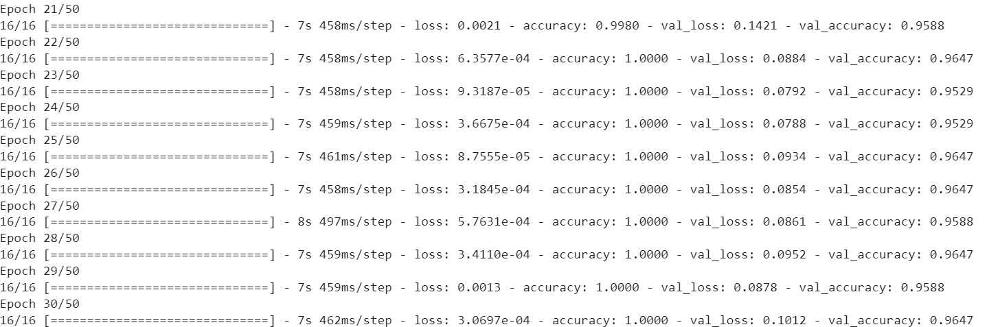 Epoch 21/50
16/16 [==============================] - 7s 458ms/step - loss: 0.0021 - accuracy: 0.9980 - val_loss: 0.1421 - val_accuracy: 0.9588
Epoch 22/50
16/16 [==============================] - 7s 458ms/step - loss: 6.3577e-04 - accuracy: 1.0000 - val_loss: 0.0884 - val_accuracy: 0.9647
Epoch 23/50
16/16 [==============================] - 7s 458ms/step - loss: 9.3187e-05 - accuracy: 1.0000 - val_loss: 0.0792 - val_accuracy: 0.9529
Epoch 24/50
16/16 [==============================] - 7s 459ms/step - loss: 3.6675e-04 - accuracy: 1.0000 - val_loss: 0.0788 - val_accuracy: 0.9529
Epoch 25/50
16/16 [==============================] - 7s 461ms/step - loss: 8.7555e-05 - accuracy: 1.0000 - val_loss: 0.0934 - val_accuracy: 0.9647
Epoch 26/50
16/16 [==============================] - 7s 458ms/step - loss: 3.1845e-04 - accuracy: 1.0000 - val_loss: 0.0854 - val_accuracy: 0.9647
Epoch 27/50
16/16 [==============================] - 8s 497ms/step - loss: 5.7631e-04 - accuracy: 1.0000 - val_loss: 0.0861 - val_accuracy: 0.9588
Epoch 28/50
16/16 [==============================] - 7s 459ms/step - loss: 3.4110e-04 - accuracy: 1.0000 - val_loss: 0.0952 - val_accuracy: 0.9647
Epoch 29/50
16/16 [==============================] - 7s 459ms/step - loss: 0.0013 - accuracy: 1.0000 - val_loss: 0.0878 - val_accuracy: 0.9588
Epoch 30/50
16/16 [==============================] - 7s 462ms/step - loss: 3.0697e-04 - accuracy: 1.0000 - val_loss: 0.1012 - val_accuracy: 0.9647